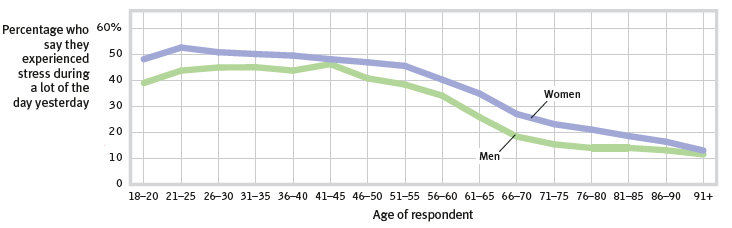 Percentage who
say they
experienced
stress during
a lot of the
day yesterday
60%
50
40
30
20
10
0
Women
Men
18–20 21–25 26–30 31–35 36–40 41–45 46–50 51–55 56–60 61–65 66–70 71–75 76–80 81–85 86–90 91+
Age of respondent